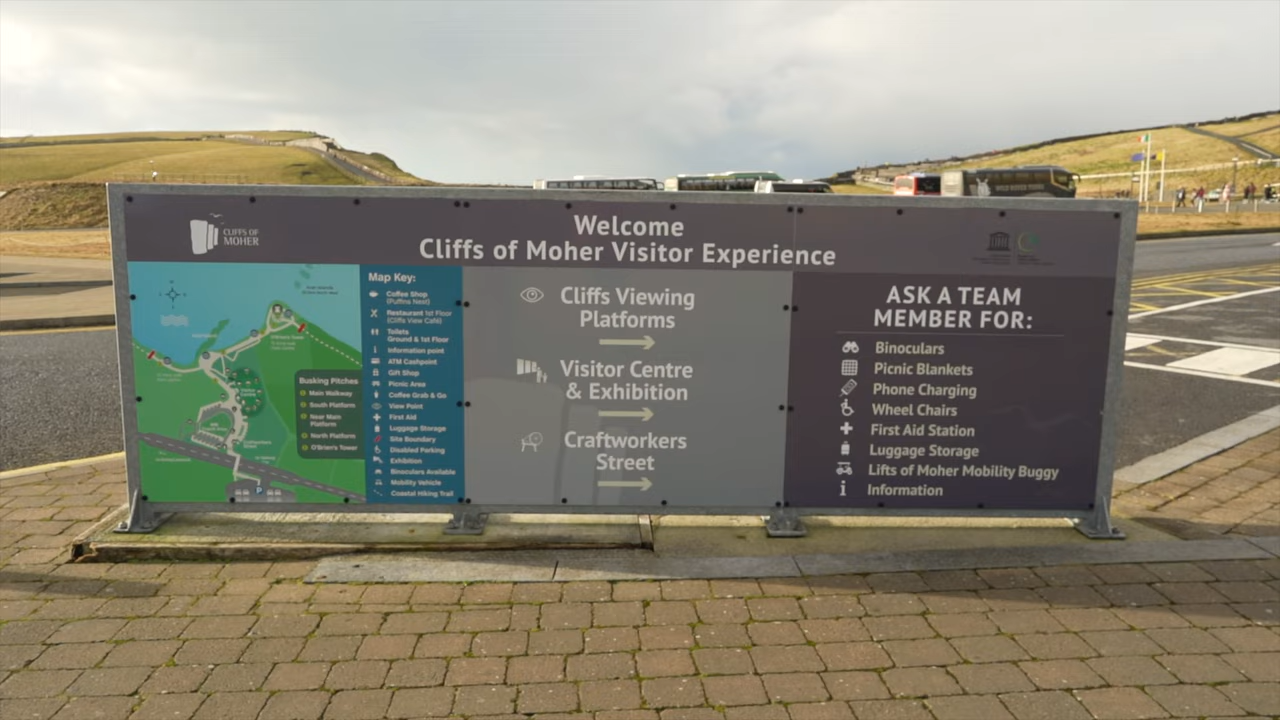 CLIFFS OF
MOHER
Welcome
Cliffs of Moher Visitor Experience
Map Key:
Coffee Shop
(Puffins Nest)
Restaurant 1st Floor
(Cliffs View Café)
Toilets
Ground & 1st Floor
Information point
ATM Cashpoint
Gift Shop
Picnic Area
Coffee Grab & Go
View Point
First Aid
Luggage Storage
Site Boundary
Disabled Parking
Exhibition
Binoculars Available
Mobility Vehicle
Coastal Hiking Trail
Busking Pitches
Main Walkway
South Platform
Near Main
Platform
North Platform
O'Brien's Tower
P
Cliffs Viewing
Platforms
Visitor Centre
& Exhibition
Craftworkers
Street
ASK A TEAM
MEMBER FOR:
Binoculars
Picnic Blankets
Phone Charging
Wheel Chairs
First Aid Station
Luggage Storage
Lifts of Moher Mobility Buggy
Information